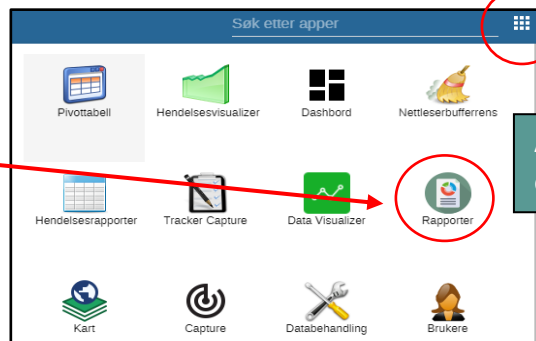 Søk etter apper
Pivottabell
Hendelsesvisualizer
Dashbord
Nettleserbufferrens
Hendelsesrapporter
Tracker Capture
Data Visualizer
Rapporter
Kart
Capture
Databehandling
Brukere